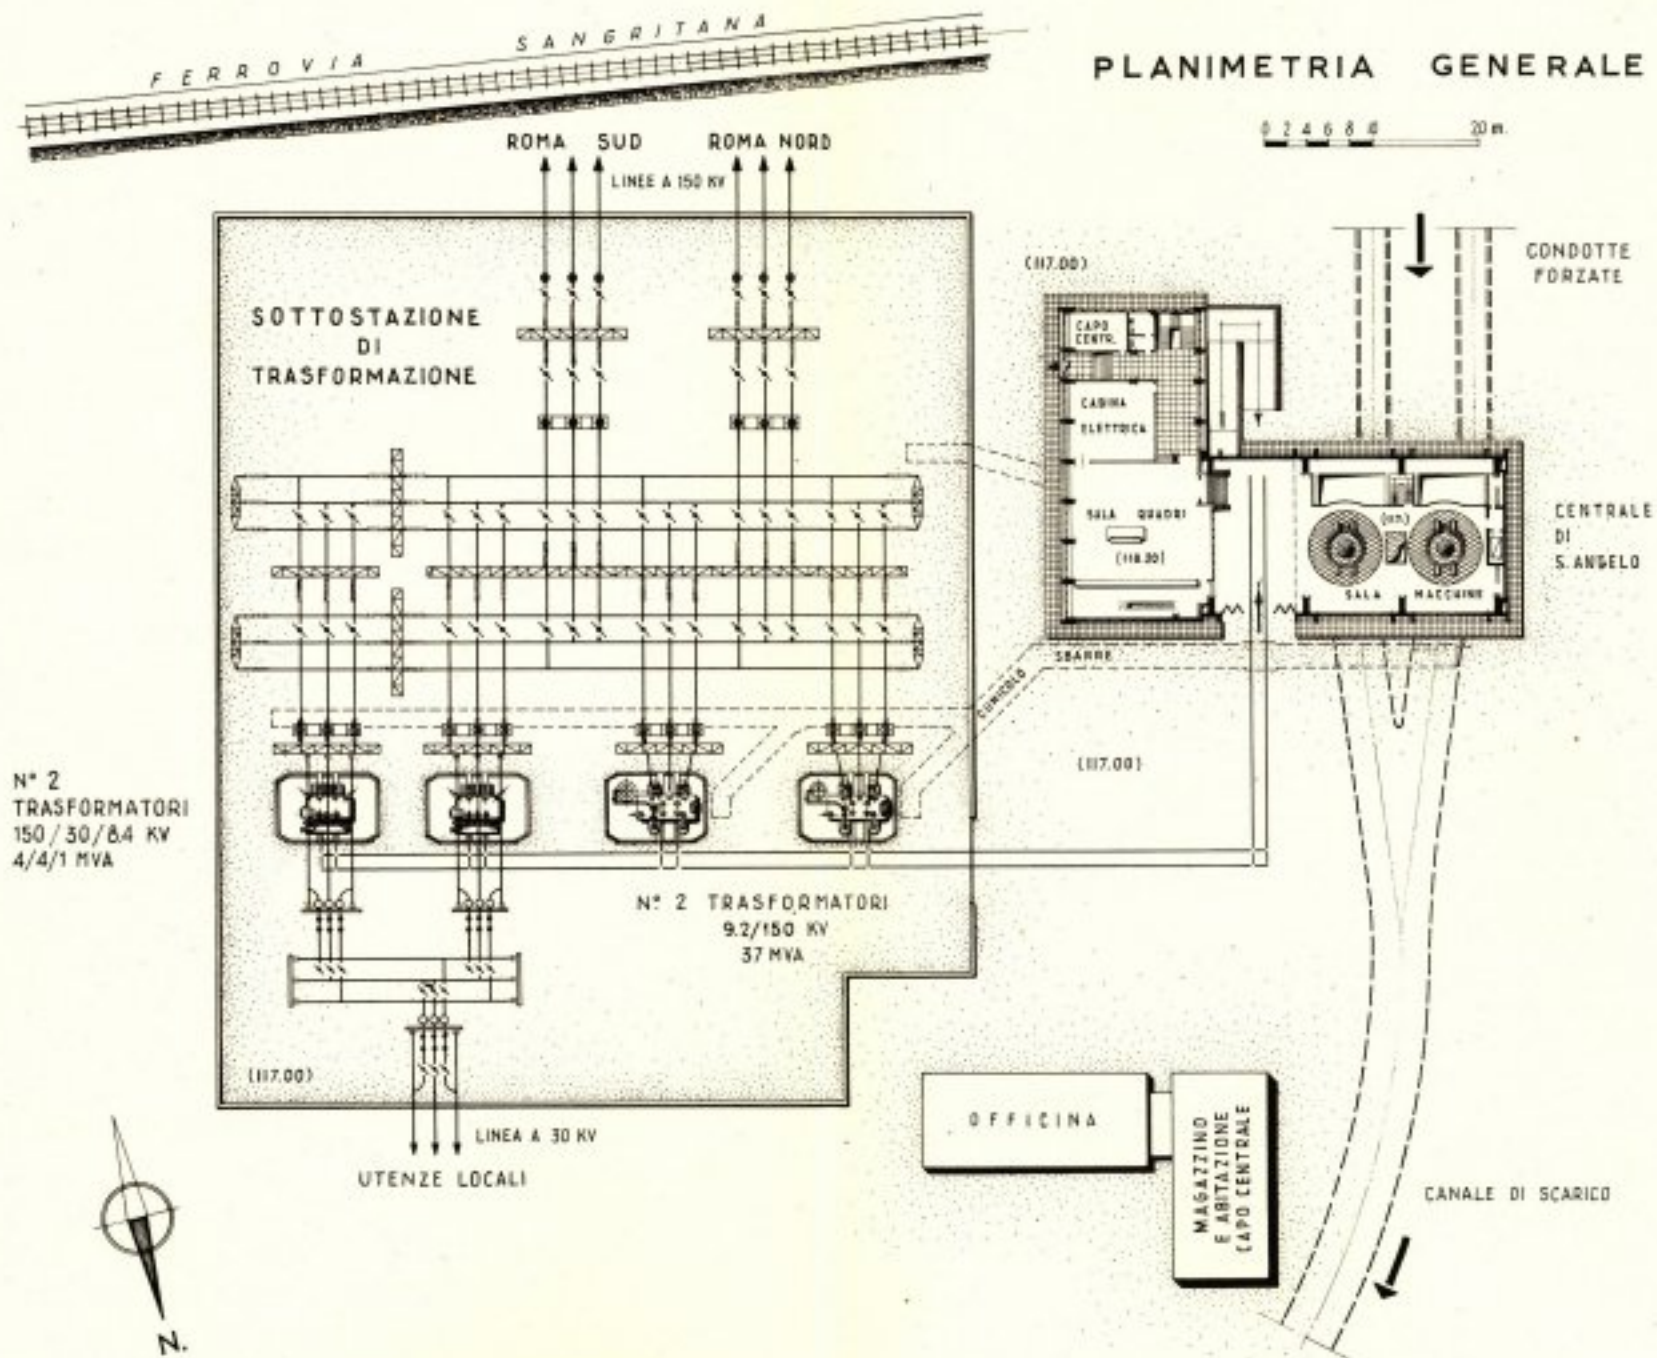 FERROVIA SANGRITANA
PLANIMETRIA GENERALE
0 2 4 6 8 10 20 m.
ROMA SUD
ROMA NORD
LINEE A 150 KV
SOTTOSTAZIONE
DI
TRASFORMAZIONE
(117.00)
CONDOTTE
FORZATE
CAPO
CENTR.
CABINA
ELETTRICA
SALA QUADRI
(118.20)
SALA MACCHINE
CENTRALE
DI
S. ANGELO
SBARRE
CUNICOLO
(117.00)
N° 2
TRASFORMATORI
150/30/8.4 KV
4/4/1 MVA
N° 2 TRASFORMATORI
9.2/150 KV
37 MVA
(117.00)
LINEA A 30 KV
UTENZE LOCALI
OFFICINA
MAGAZZINO
E ABITAZIONE
CAPO CENTRALE
CANALE DI SCARICO
N.